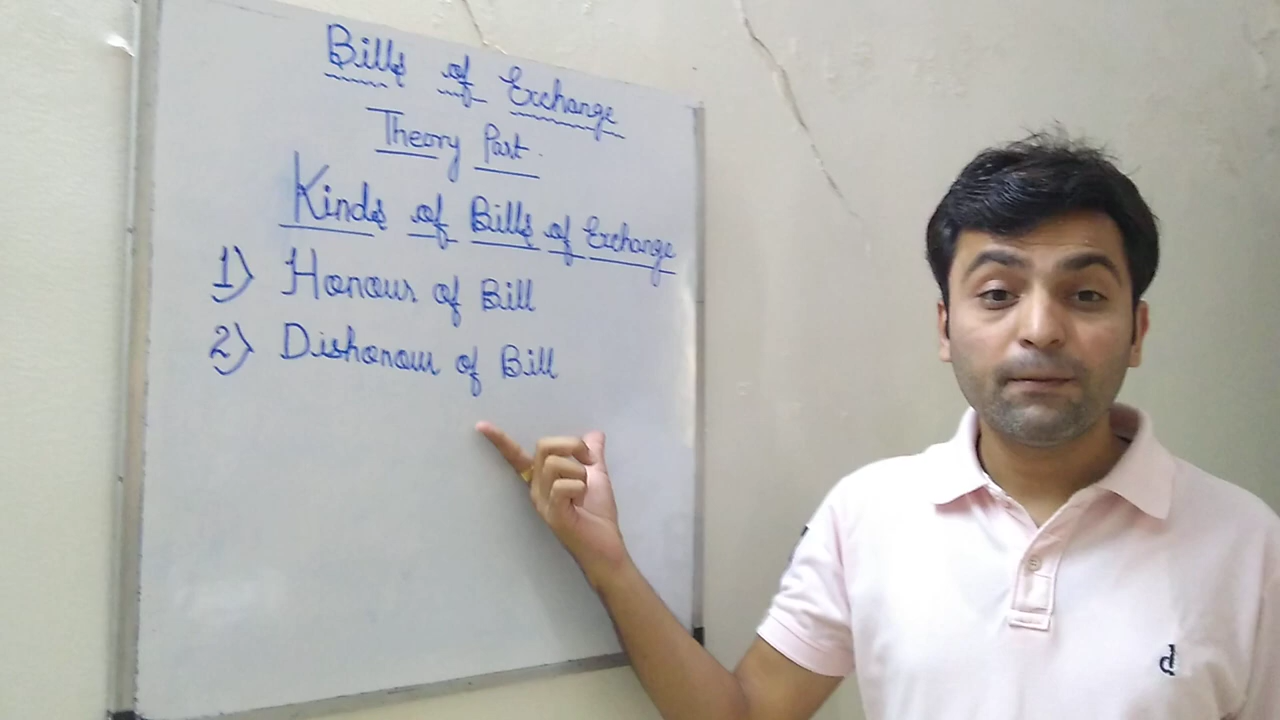 Bills of Exchange
Theory Part.
Kinds of Bills of Exchange
1) Honour of Bill
2) Dishonour of Bill